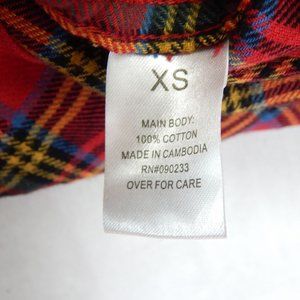 XS
MAIN BODY:
100% COTTON
MADE IN CAMBODIA
RN#090233
OVER FOR CARE